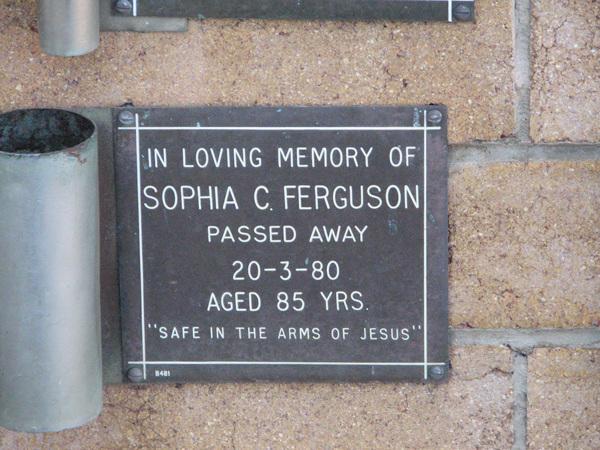 IN LOVING MEMORY OF
SOPHIA C. FERGUSON
PASSED AWAY
20-3-80
AGED 85 YRS.
"SAFE IN THE ARMS OF JESUS"
B481